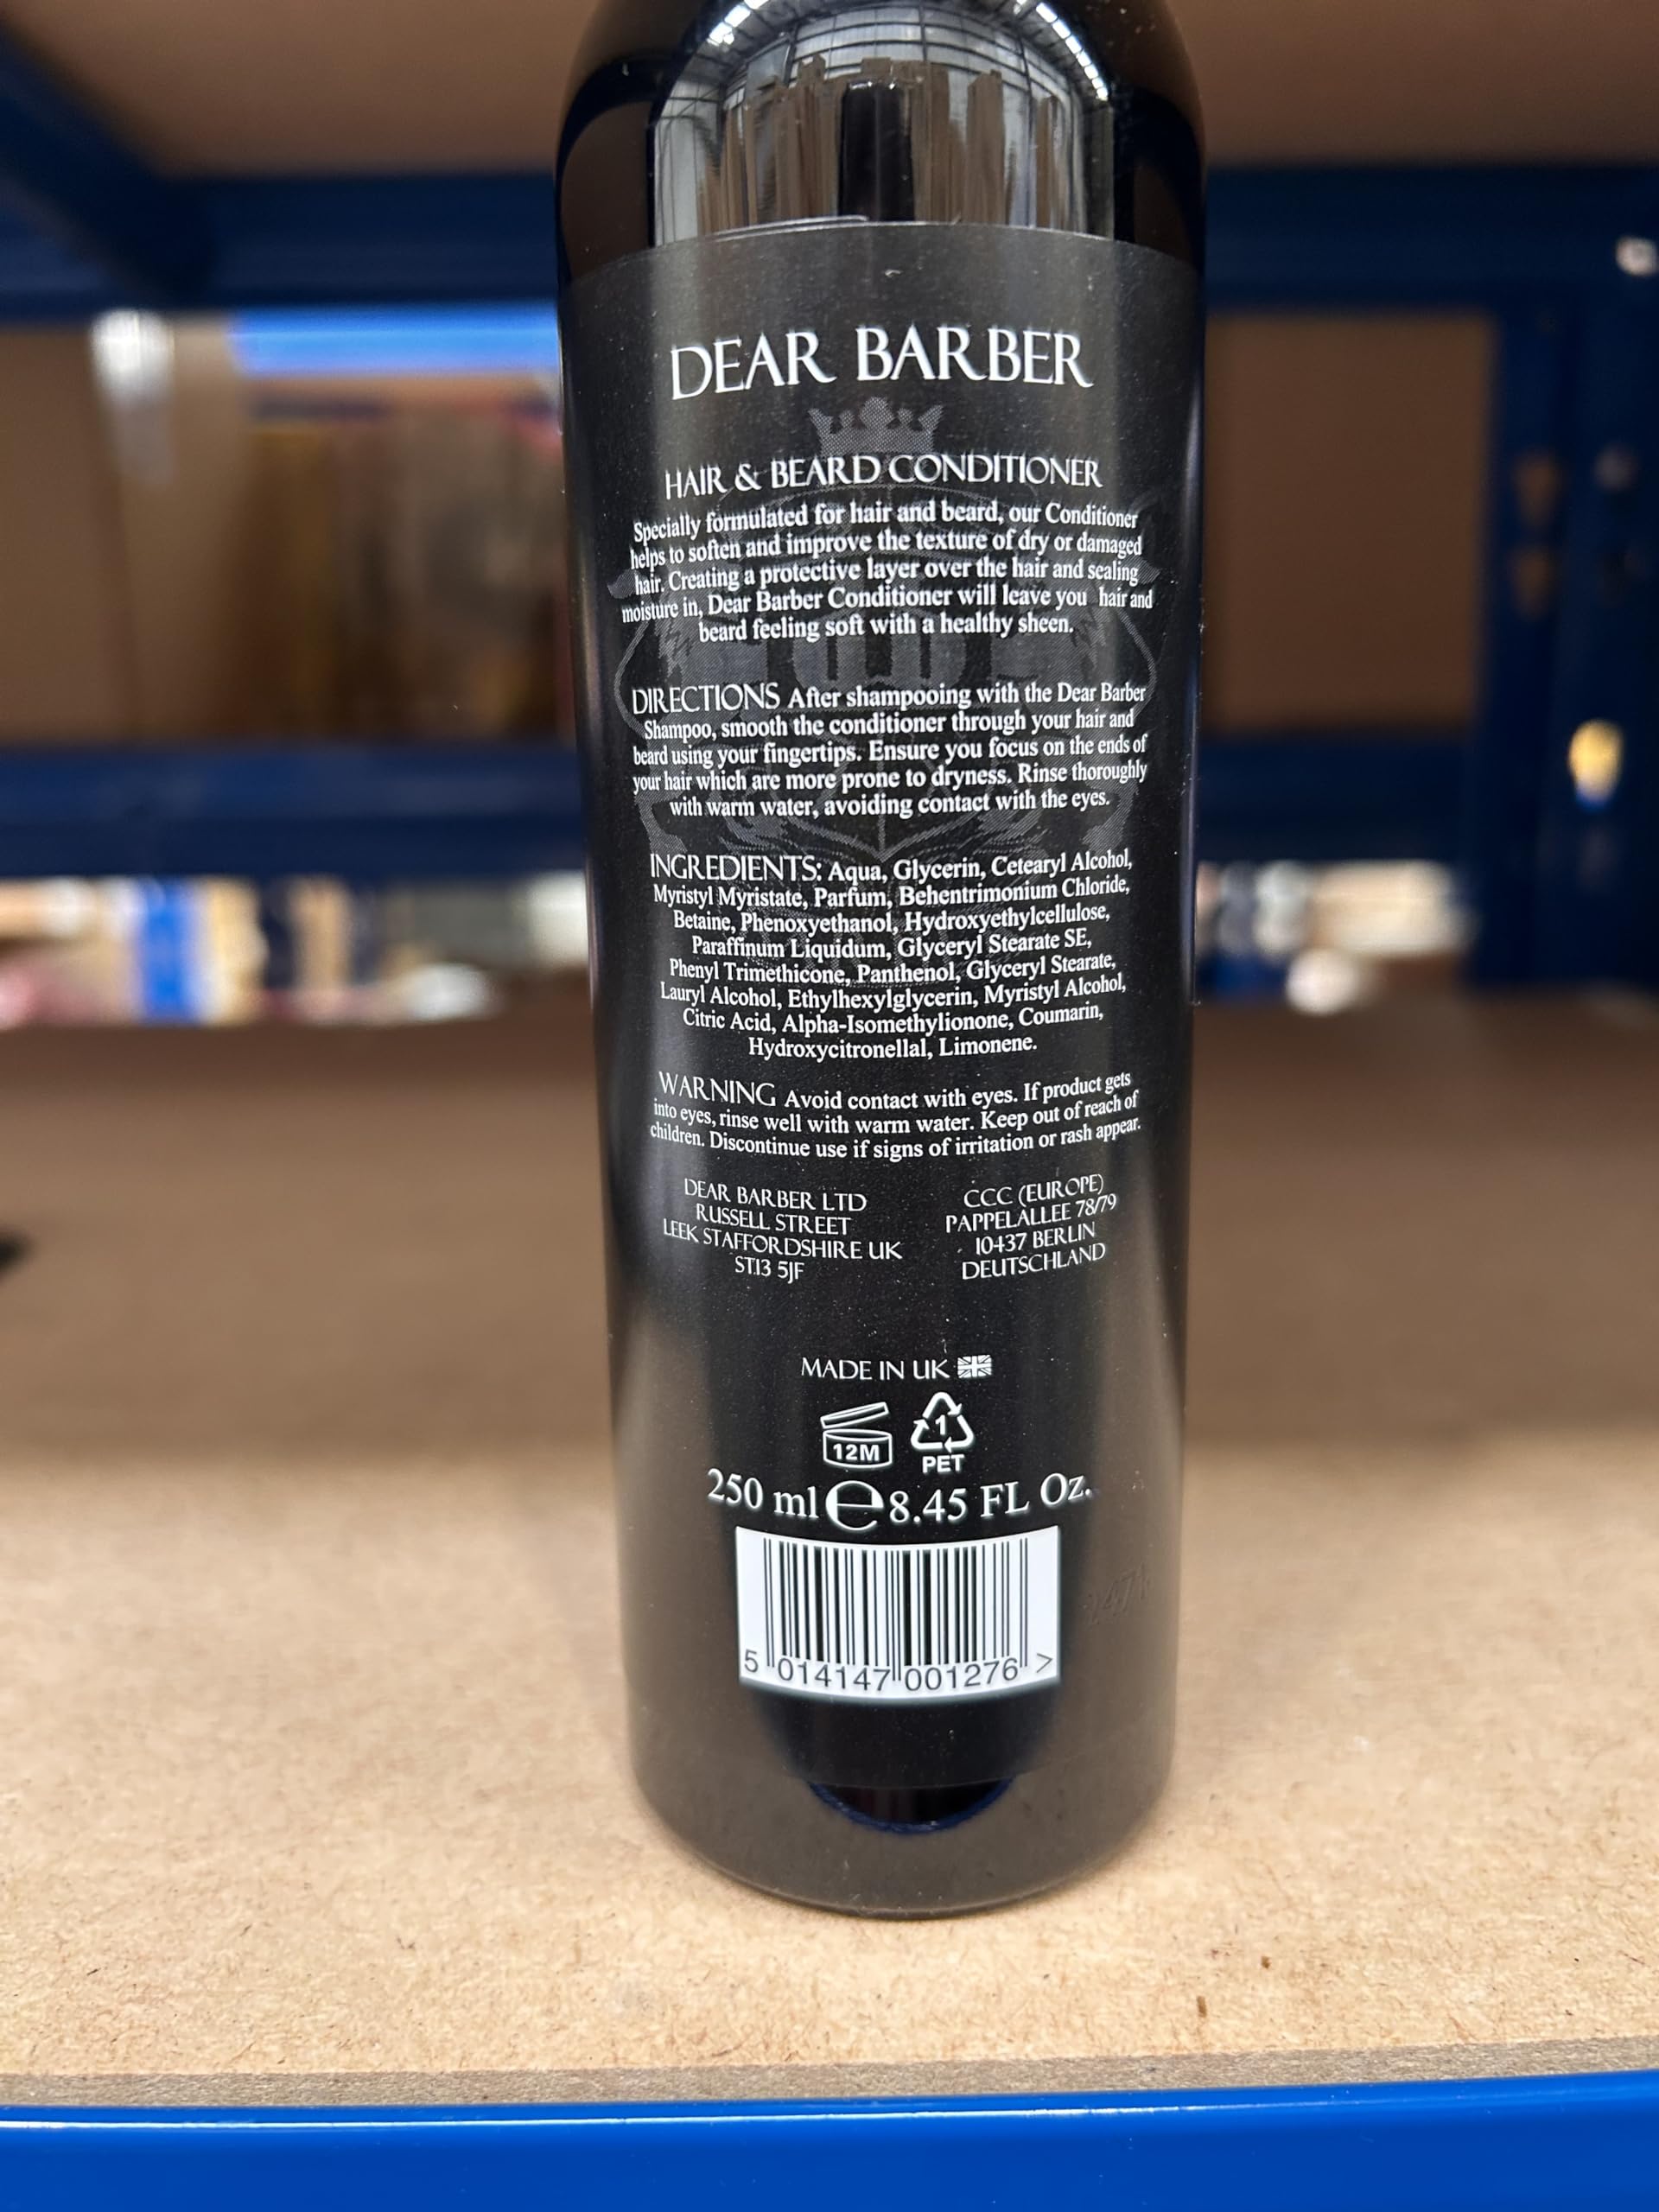 DEAR BARBER
HAIR & BEARD CONDITIONER
Specially formulated for hair and beard, our Conditioner
helps to soften and improve the texture of dry or damaged
hair. Creating a protective layer over the hair and sealing
moisture in, Dear Barber Conditioner will leave you hair and
beard feeling soft with a healthy sheen.
DIRECTIONS After shampooing with the Dear Barber
Shampoo, smooth the conditioner through your hair and
beard using your fingertips. Ensure you focus on the ends of
your hair which are more prone to dryness. Rinse thoroughly
with warm water, avoiding contact with the eyes.
INGREDIENTS: Aqua, Glycerin, Cetearyl Alcohol,
Myristyl Myristate, Parfum, Behentrimonium Chloride,
Betaine, Phenoxyethanol, Hydroxyethylcellulose,
Paraffinum Liquidum, Glyceryl Stearate SE,
Phenyl Trimethicone, Panthenol, Glyceryl Stearate,
Lauryl Alcohol, Ethylhexylglycerin, Myristyl Alcohol,
Citric Acid, Alpha-Isomethylionone, Coumarin,
Hydroxycitronellal, Limonene.
WARNING Avoid contact with eyes. If product gets
into eyes, rinse well with warm water. Keep out of reach of
children. Discontinue use if signs of irritation or rash appear.
DEAR BARBER LTD
RUSSELL STREET
LEEK STAFFORDSHIRE UK
ST13 5JF
CCC (EUROPE)
PAPPELALLEE 78/79
10437 BERLIN
DEUTSCHLAND
MADE IN UK
12M
1
PET
250 ml e 8.45 FL Oz.
5 014147 001276 >